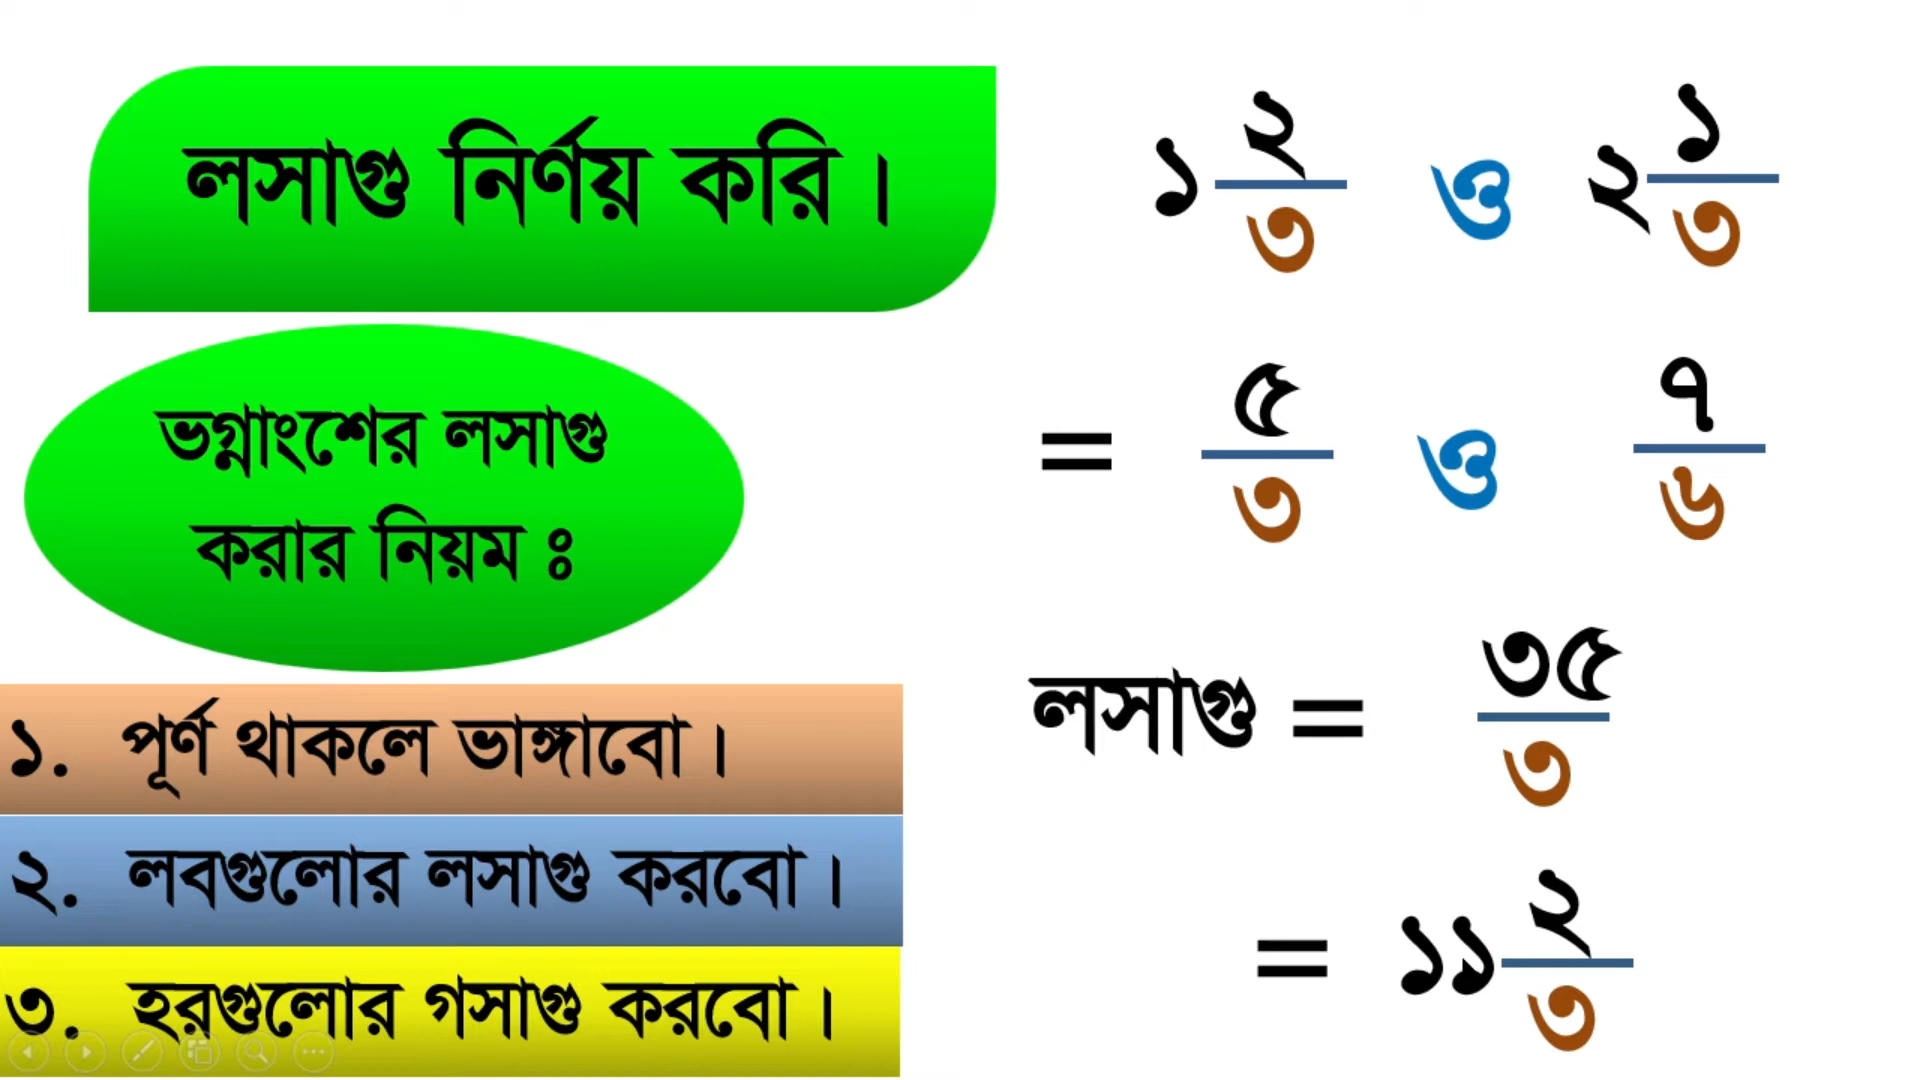 লসাগু নির্ণয় করি।
ভগ্নাংশের লসাগু
করার নিয়ম ঃ
১. পূর্ণ থাকলে ভাঙ্গাবো।
২. লবগুলোর লসাগু করবো।
৩. হরগুলোর গসাগু করবো।
১ ২/৩ ও ২ ১/৩
= ৫/৩ ও ৭/৬
লসাগু = ৩৫/৩
= ১১ ২/৩